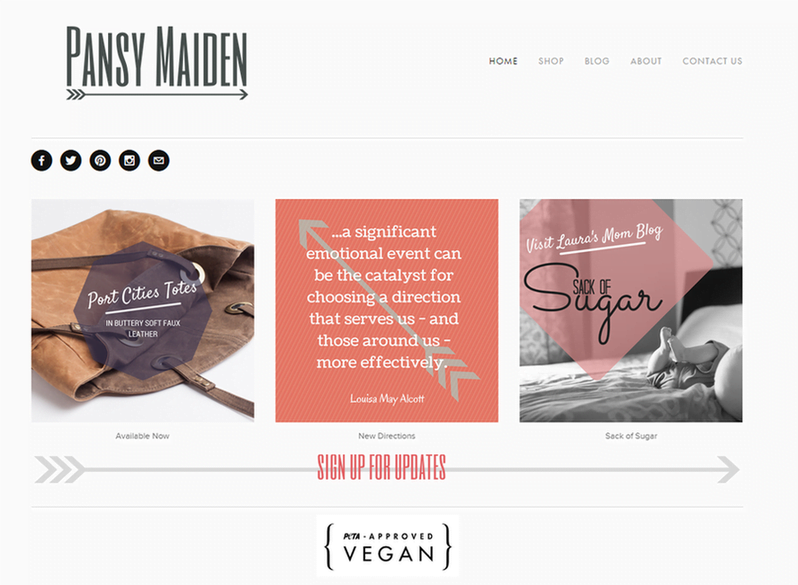 PANSY MAIDEN
HOME SHOP BLOG ABOUT CONTACT US
Port Cities Totes
IN BUTTERY SOFT FAUX
LEATHER
...a significant
emotional event can
be the catalyst for
choosing a direction
that serves us - and
those around us -
more effectively.
Louisa May Alcott
Visit Laura's Mom Blog
SACK OF
Sugar
Available Now
New Directions
Sack of Sugar
SIGN UP FOR UPDATES
PETA-APPROVED
VEGAN